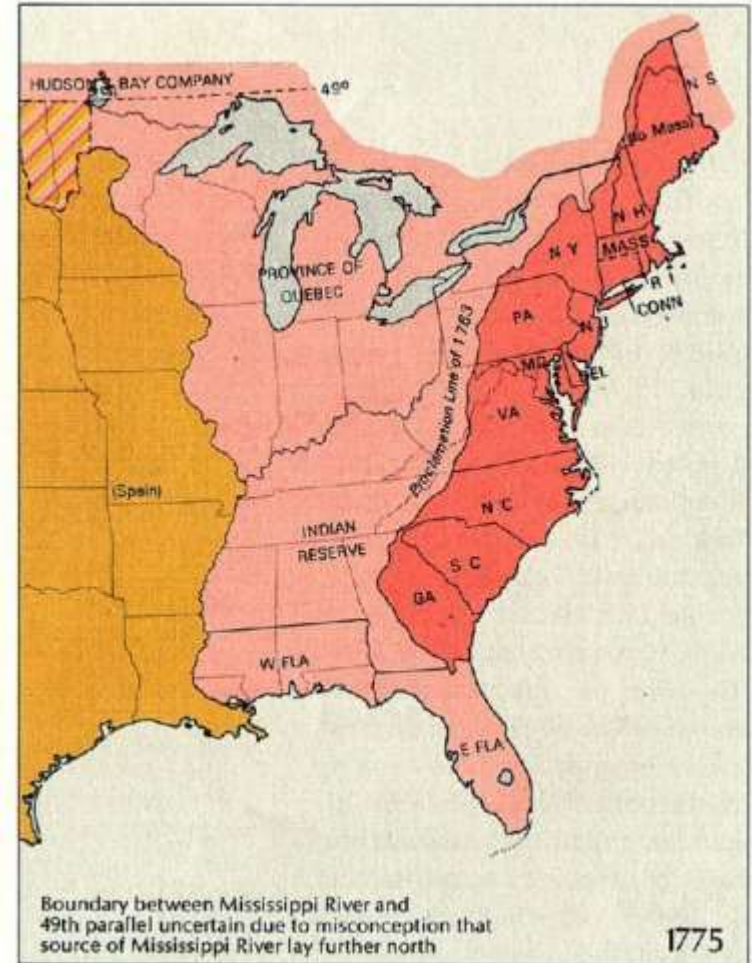 HUDSON'S BAY COMPANY
49º
N S
(to Mass)
N H
N Y
MASS
R I
CONN
PROVINCE OF
QUEBEC
PA
N J
Proclamation Line of 1763
MD
DEL
VA
(Spain)
N C
INDIAN
RESERVE
S C
GA
W FLA
E FLA
Boundary between Mississippi River and
49th parallel uncertain due to misconception that
source of Mississippi River lay further north
1775